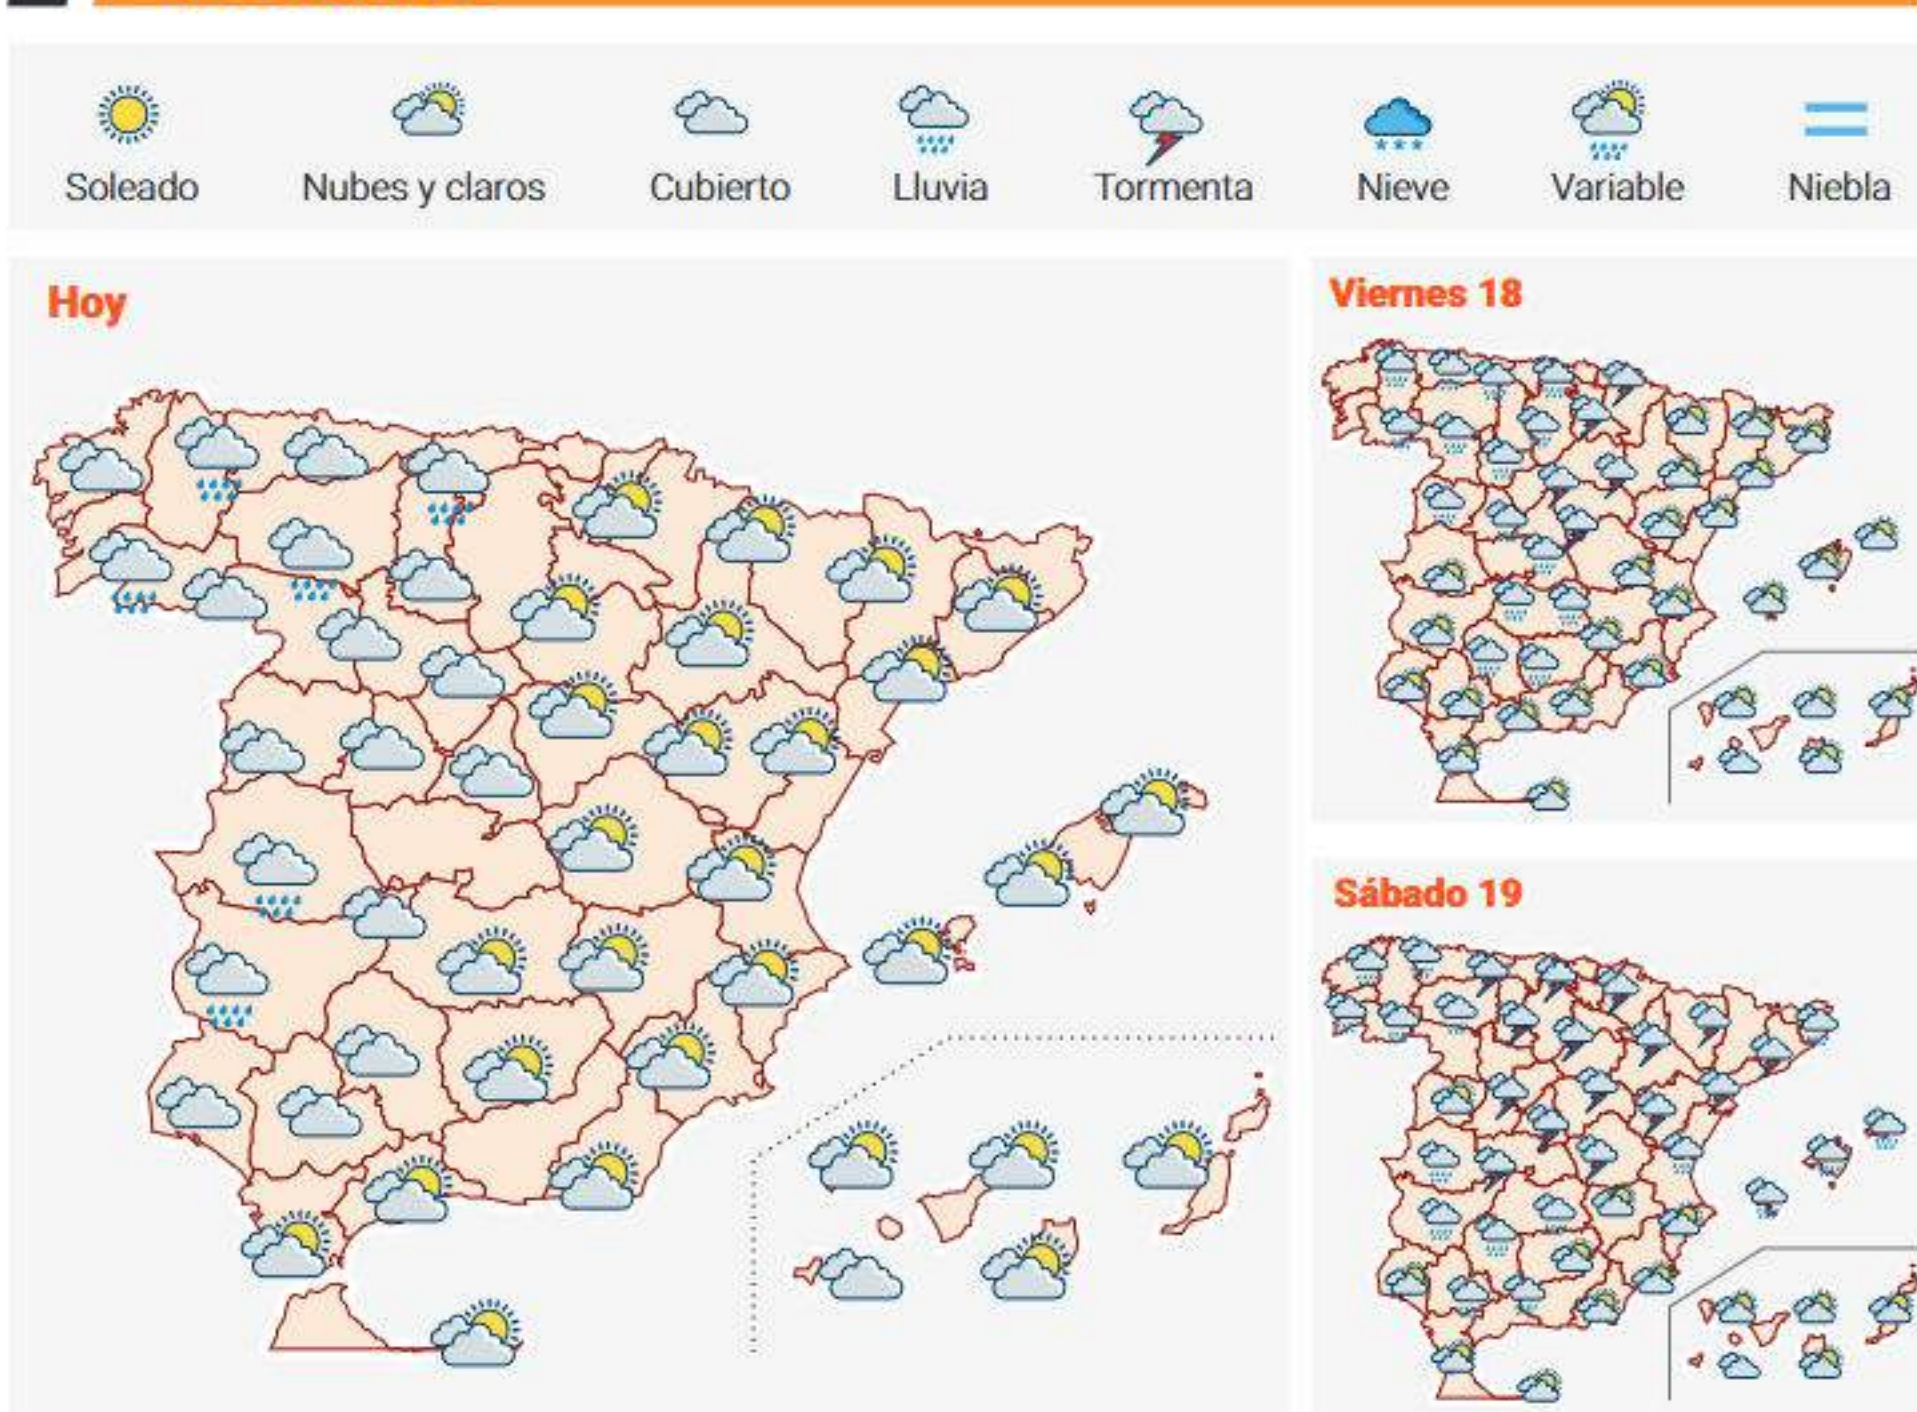 Soleado
Nubes y claros
Cubierto
Lluvia
Tormenta
Nieve
Variable
Niebla
Hoy
Viernes 18
Sábado 19